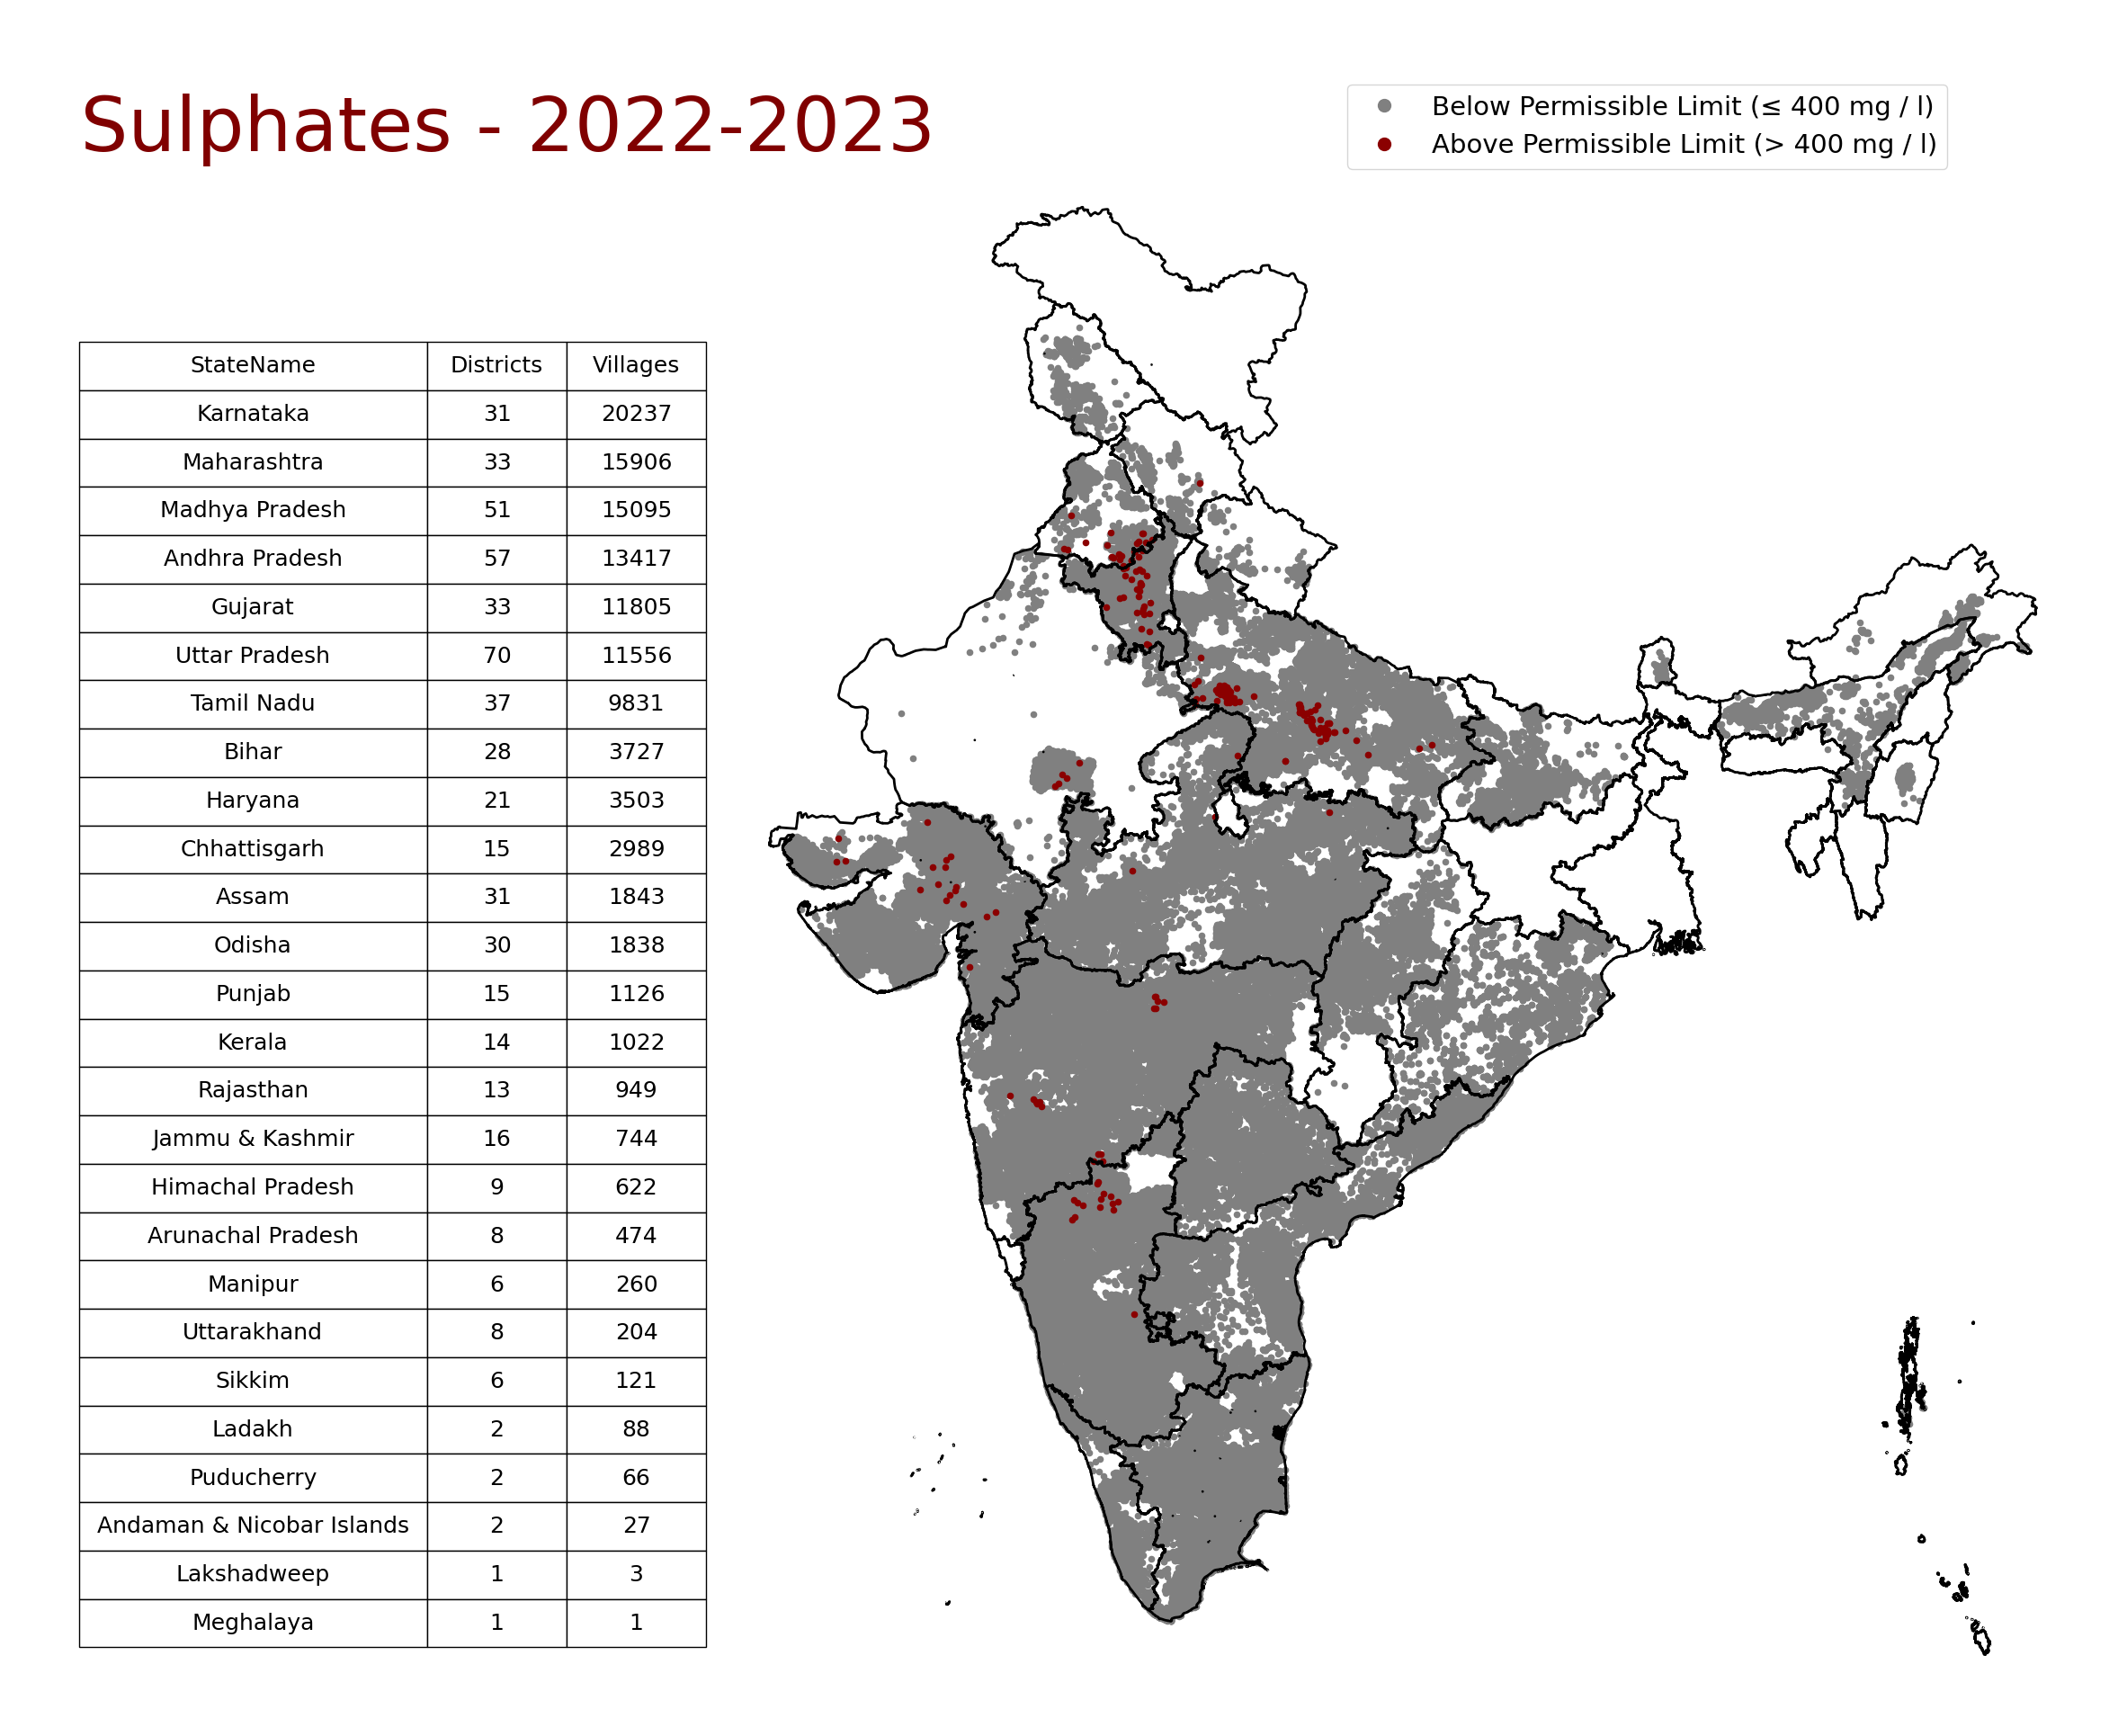 Sulphates - 2022-2023
Below Permissible Limit (≤ 400 mg / l)
Above Permissible Limit (> 400 mg / l)
StateName Districts Villages
Karnataka 31 20237
Maharashtra 33 15906
Madhya Pradesh 51 15095
Andhra Pradesh 57 13417
Gujarat 33 11805
Uttar Pradesh 70 11556
Tamil Nadu 37 9831
Bihar 28 3727
Haryana 21 3503
Chhattisgarh 15 2989
Assam 31 1843
Odisha 30 1838
Punjab 15 1126
Kerala 14 1022
Rajasthan 13 949
Jammu & Kashmir 16 744
Himachal Pradesh 9 622
Arunachal Pradesh 8 474
Manipur 6 260
Uttarakhand 8 204
Sikkim 6 121
Ladakh 2 88
Puducherry 2 66
Andaman & Nicobar Islands 2 27
Lakshadweep 1 3
Meghalaya 1 1